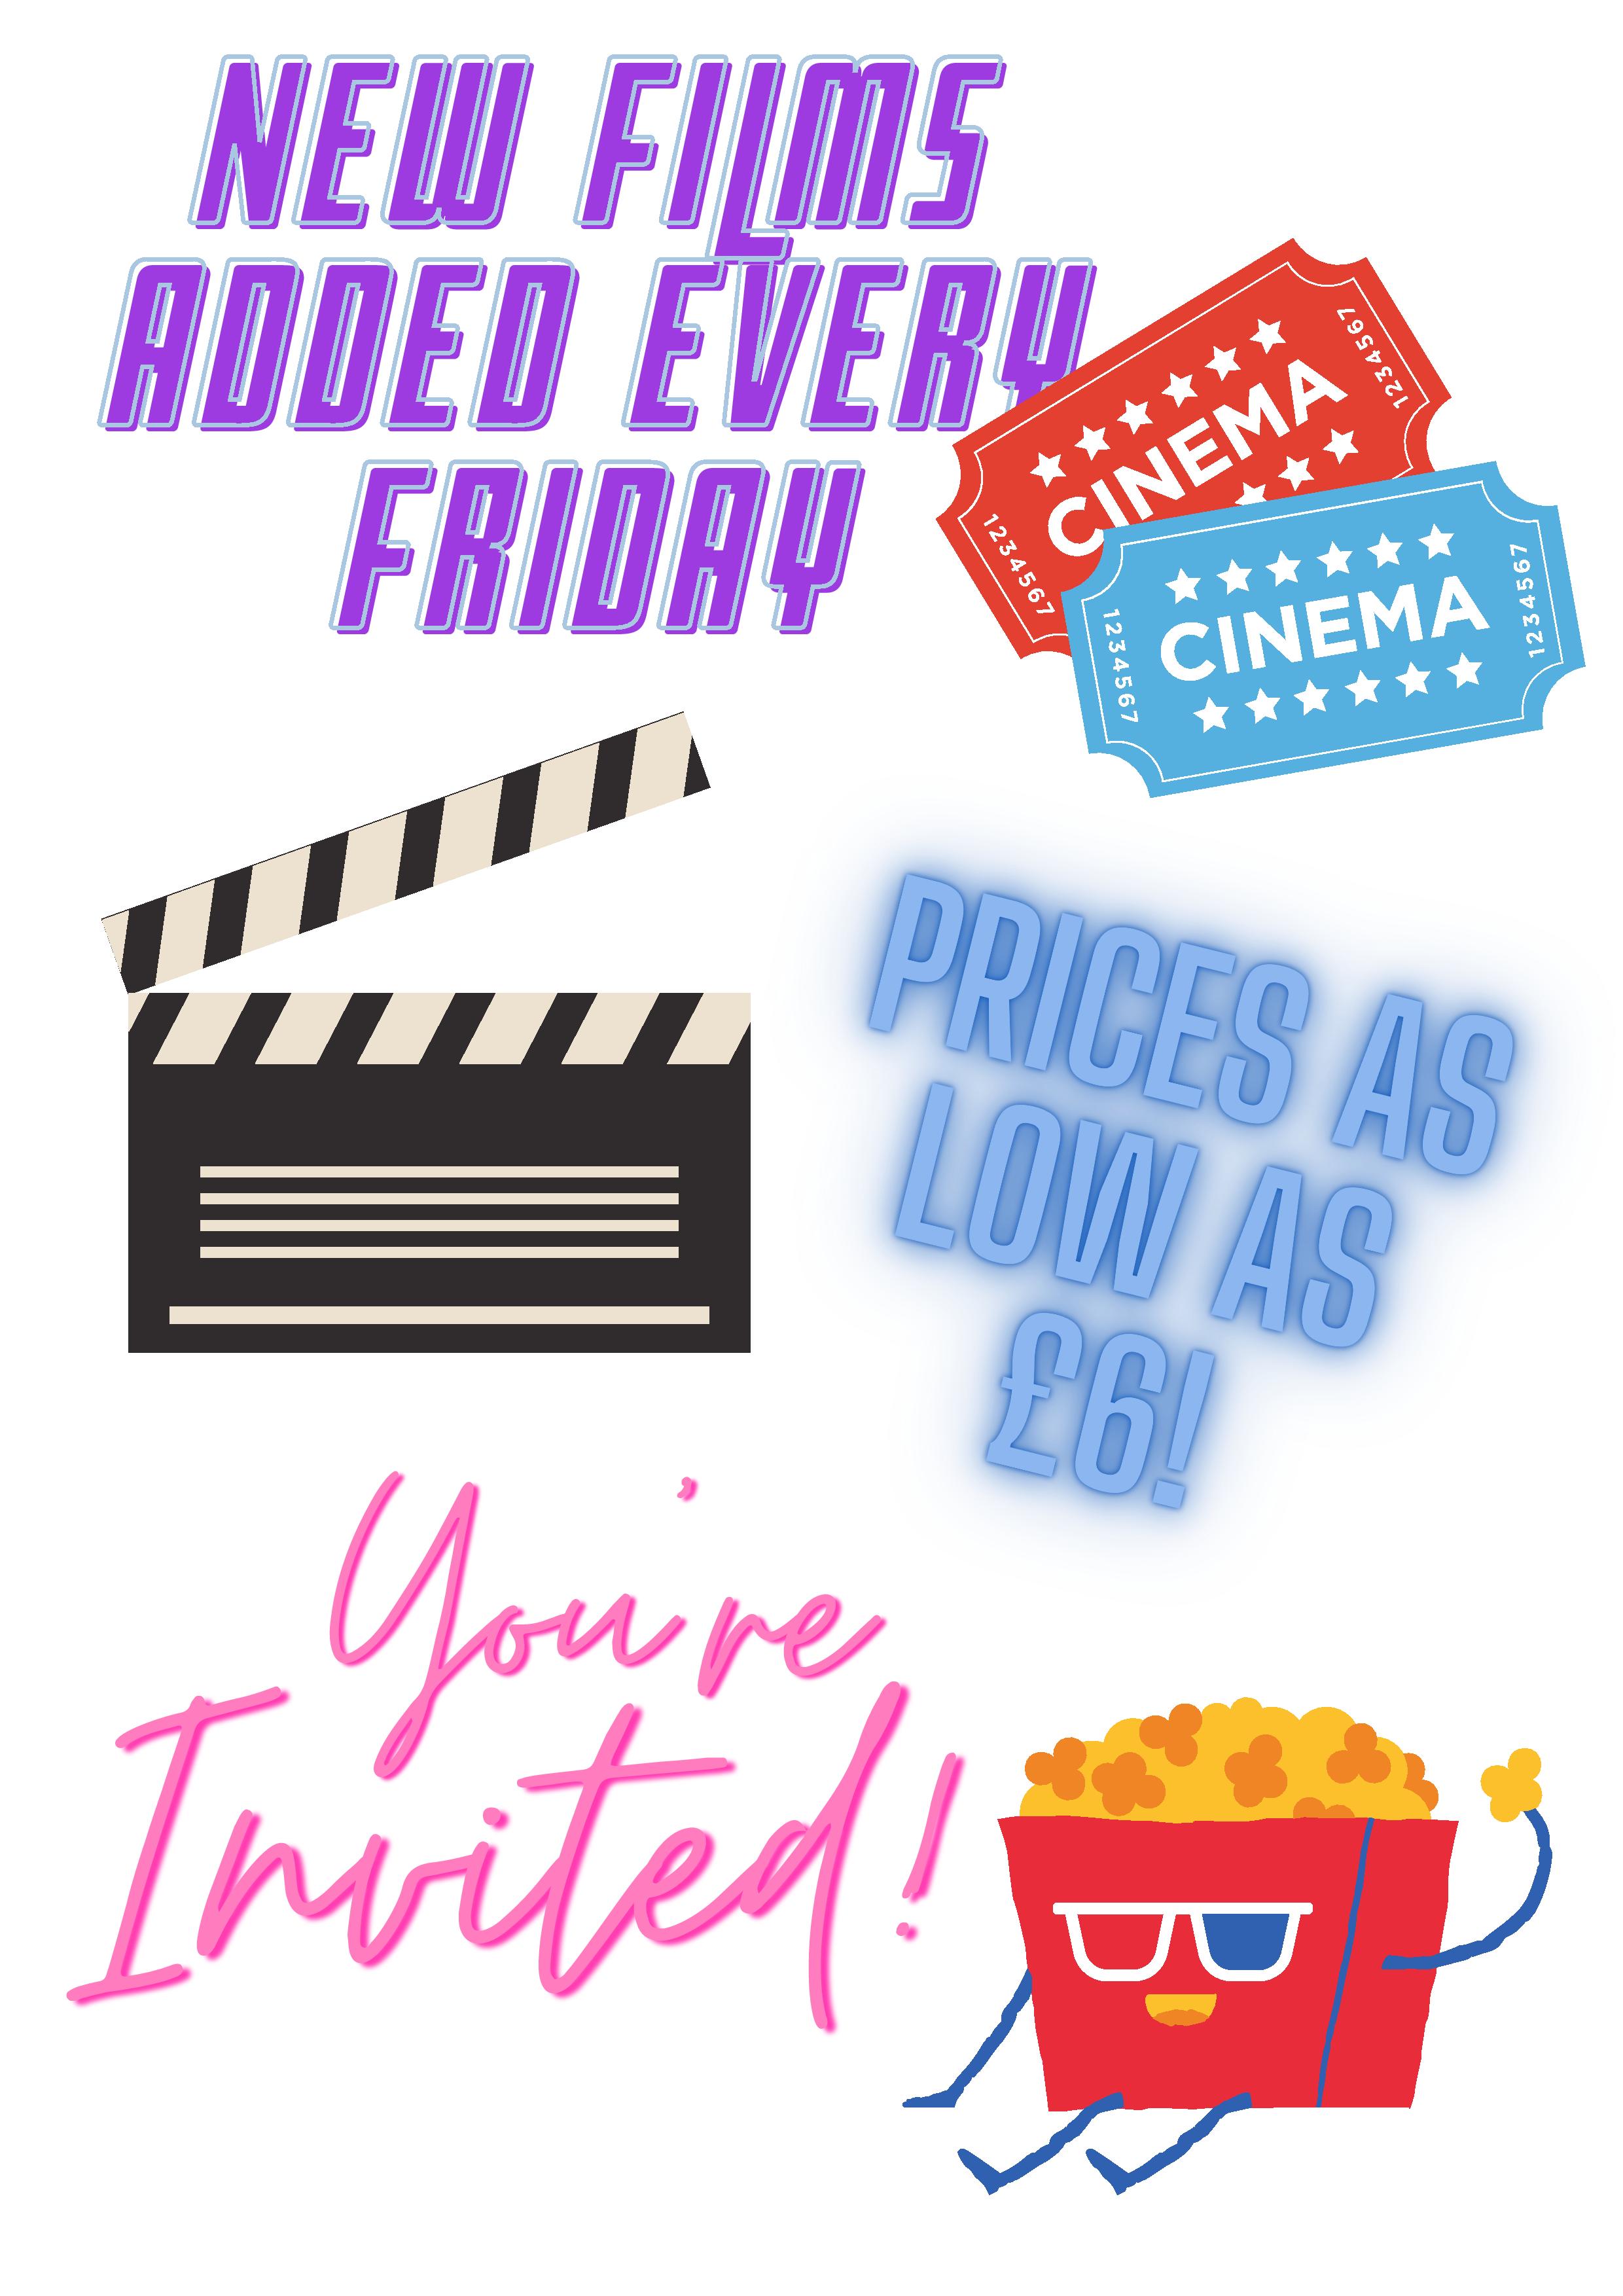 NEW FILMS
ADDED EVERY
FRIDAY
1234567
CINEMA
1234567
1234567
CINEMA
1234567
PRICES AS
LOW AS
£6!
You're
Invited!